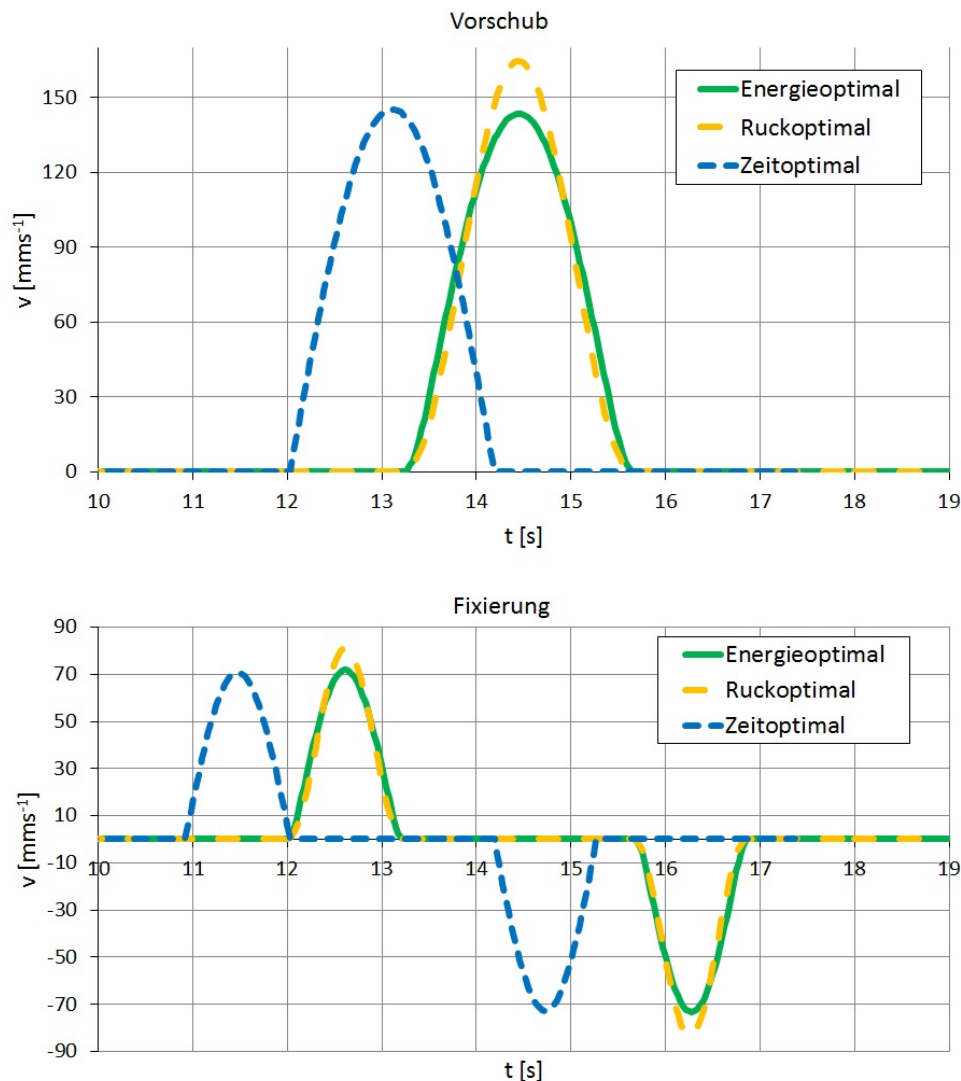 Vorschub
Energieoptimal
Ruckoptimal
Zeitoptimal
v [mms⁻¹]
150
120
90
60
30
0
10 11 12 13 14 15 16 17 18 19
t [s]
Fixierung
Energieoptimal
Ruckoptimal
Zeitoptimal
v [mms⁻¹]
90
70
50
30
10
-10
-30
-50
-70
-90
10 11 12 13 14 15 16 17 18 19
t [s]